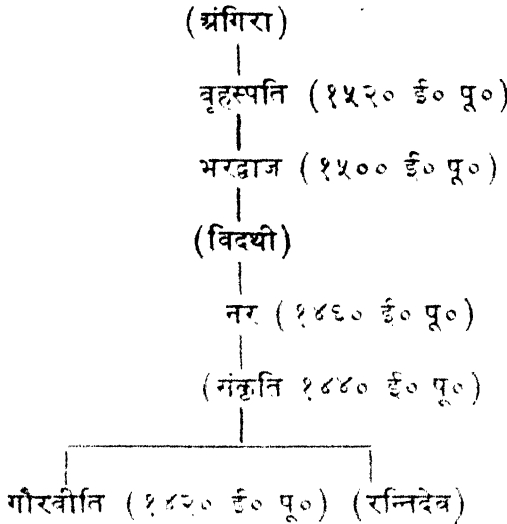 (अंगिरा)
वृहस्पति (१५२० ई० पू०)
भरद्वाज (१५०० ई० पू०)
(विदथी)
नर (१४६० ई० पू०)
(संकृति १४४० ई० पू०)
गौरवीति (१४२० ई० पू०) (रन्तिदेव)